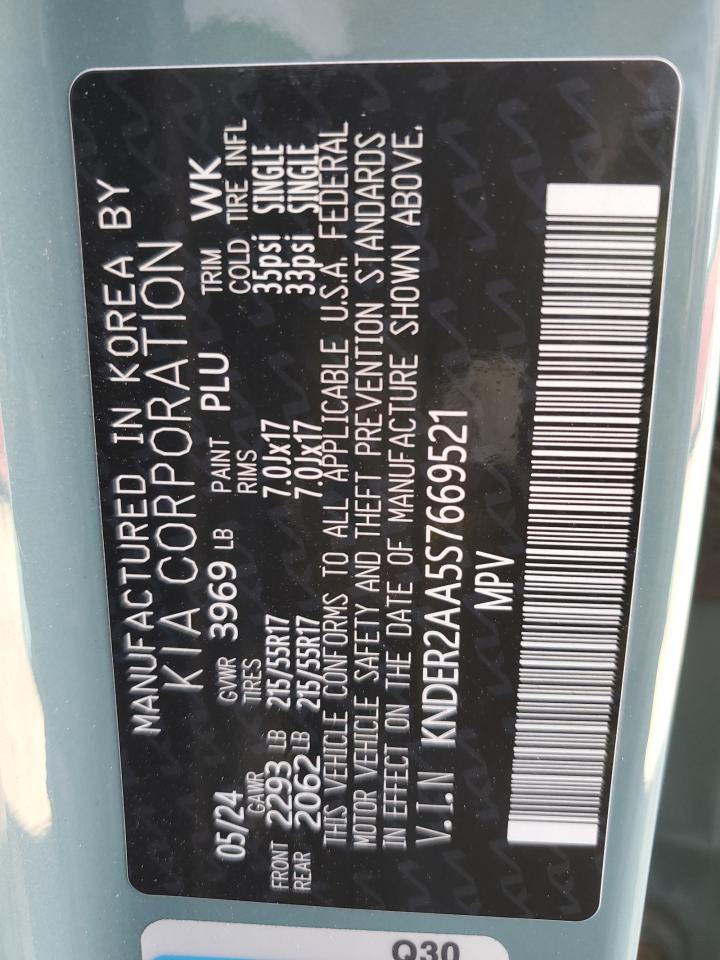 MANUFACTURED IN KOREA BY
KIA CORPORATION
05/24 GVWR 3969 LB PAINT PLU TRIM WK
GAWR TIRES RIMS COLD TIRE INFL
FRONT 2293 LB 215/55R17 7.0Jx17 35psi SINGLE
REAR 2062 LB 215/55R17 7.0Jx17 33psi SINGLE
THIS VEHICLE CONFORMS TO ALL APPLICABLE U.S.A. FEDERAL
MOTOR VEHICLE SAFETY AND THEFT PREVENTION STANDARDS
IN EFFECT ON THE DATE OF MANUFACTURE SHOWN ABOVE.
V.I.N KNDER2AA5S7669521
MPV
Q30